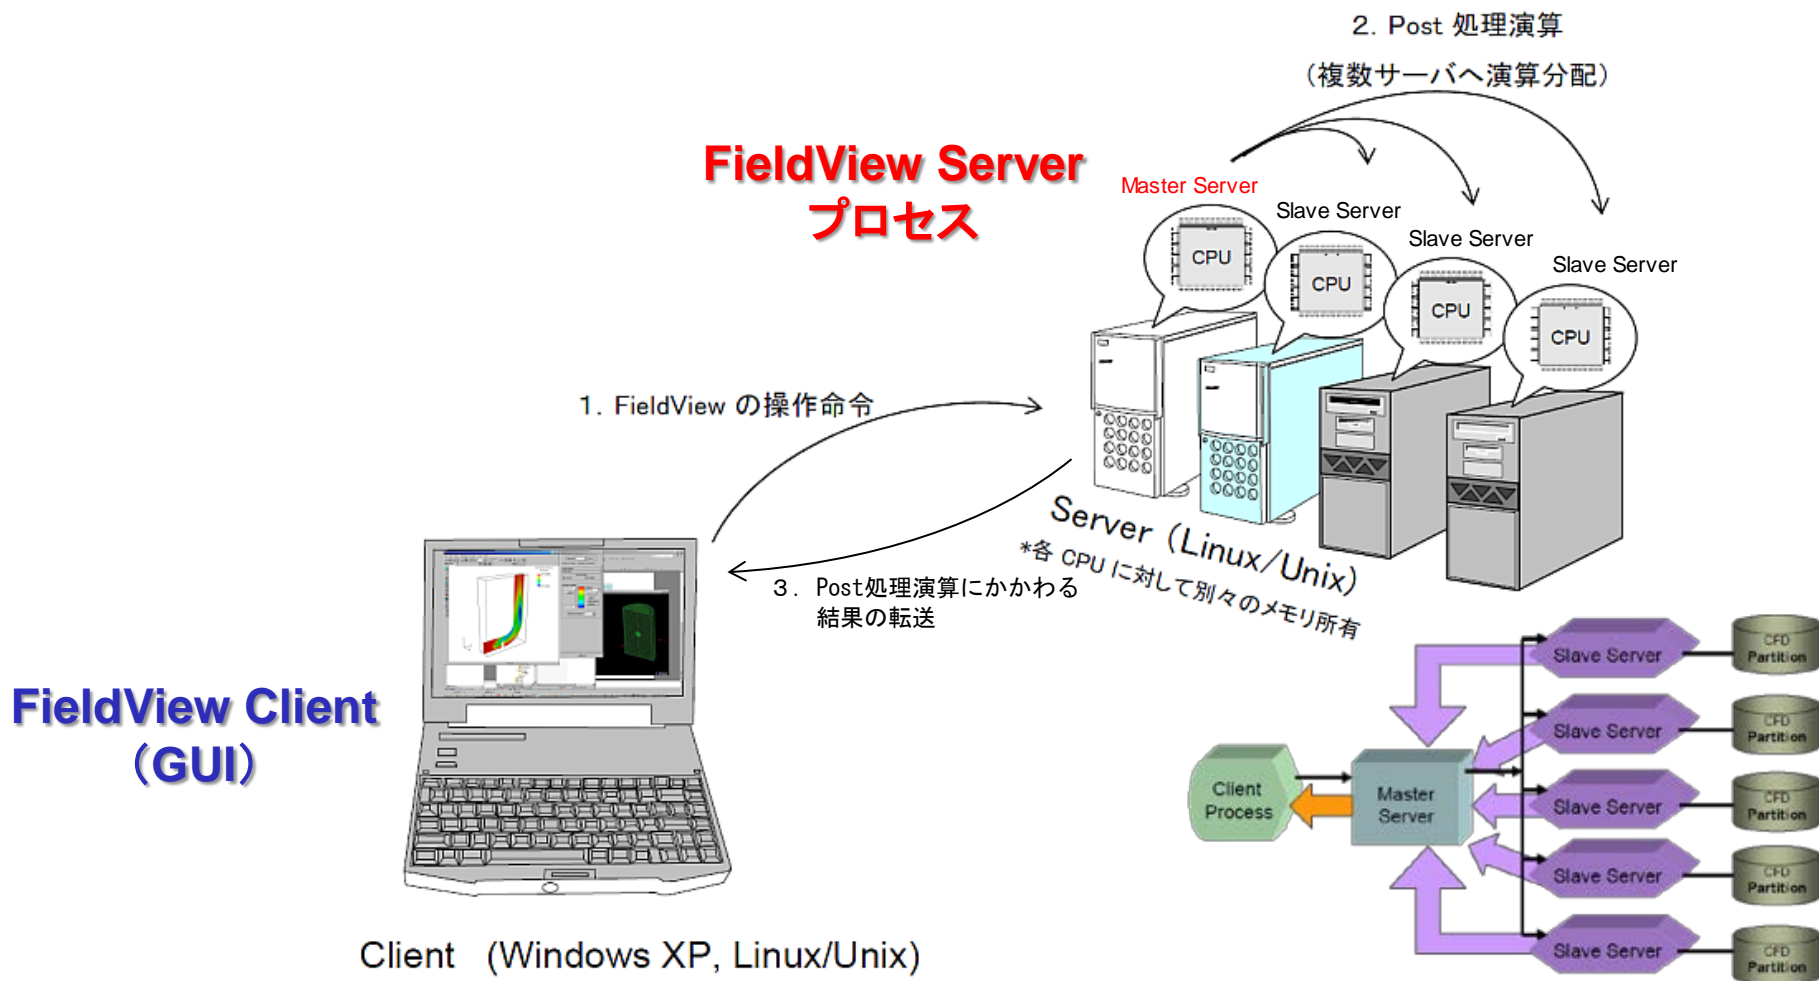 2. Post 処理演算
（複数サーバへ演算分配）
FieldView Server
プロセス
Master Server
Slave Server
Slave Server
Slave Server
CPU
CPU
CPU
CPU
1. FieldView の操作命令
Server（Linux/Unix）
*各 CPU に対して別々のメモリ所有
3. Post処理演算にかかわる
結果の転送
FieldView Client
（GUI）
Client （Windows XP, Linux/Unix）
Client
Process
Master
Server
Slave Server
CFD
Partition
Slave Server
CFD
Partition
Slave Server
CFD
Partition
Slave Server
CFD
Partition
Slave Server
CFD
Partition